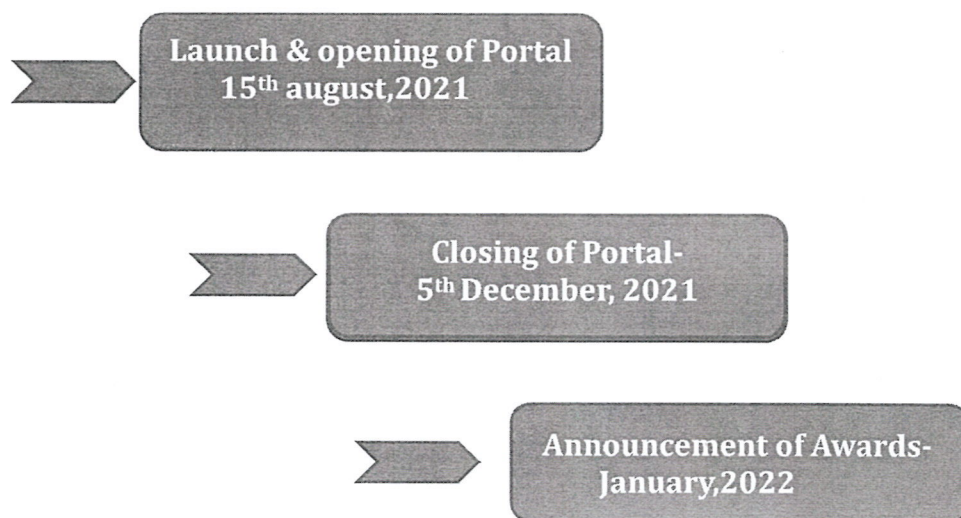 Launch & opening of Portal
15th august,2021
Closing of Portal-
5th December, 2021
Announcement of Awards-
January,2022